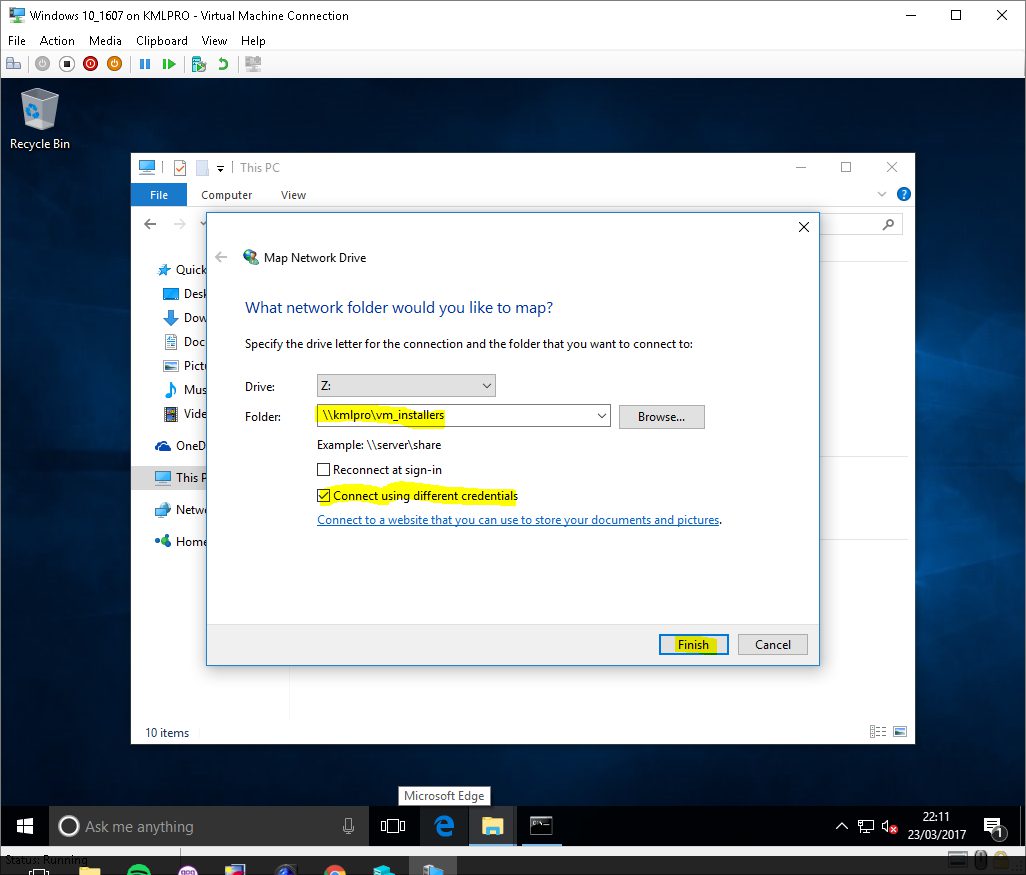 Windows 10_1607 on KMLPRO - Virtual Machine Connection
File Action Media Clipboard View Help
Recycle Bin
This PC
File Computer View
?
Map Network Drive
What network folder would you like to map?
Specify the drive letter for the connection and the folder that you want to connect to:
Drive: Z:
Folder: \\kmlpro\vm_installers Browse...
Example: \\server\share
Reconnect at sign-in
Connect using different credentials
Connect to a website that you can use to store your documents and pictures.
Finish Cancel
Quick
Desk
Dow
Doc
Pict
Mus
Vide
OneD
This P
Netw
Home
10 items
Microsoft Edge
Ask me anything
22:11
23/03/2017
1
Status: Running